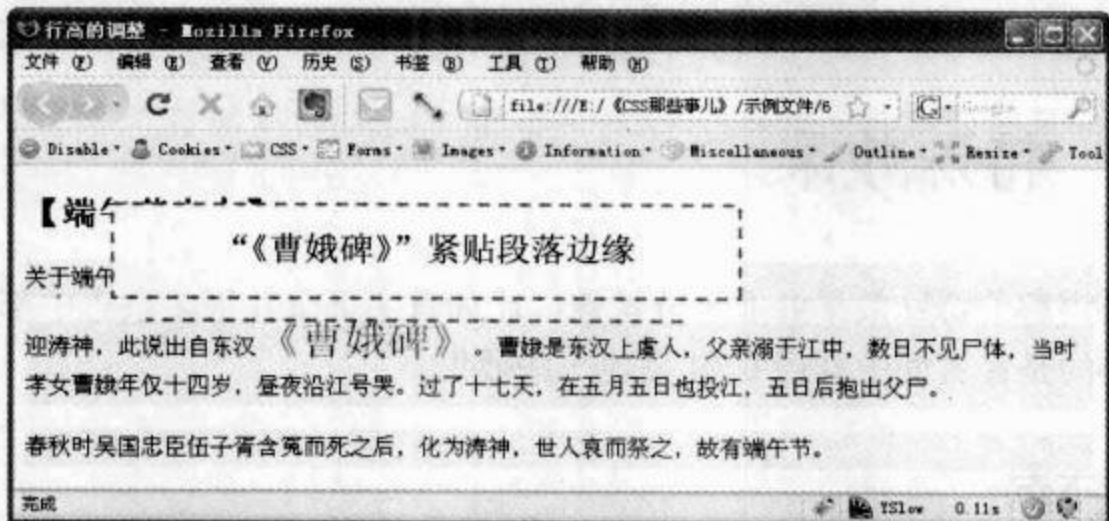 行高的调整 - Mozilla Firefox
文件 (F) 编辑 (E) 查看 (V) 历史 (S) 书签 (B) 工具 (T) 帮助 (H)
file:///E:/《CSS那些事儿》/示例文件/6 Google
Disable Cookies CSS Forms Images Information Miscellaneous Outline Resize Tool
【端午
“《曹娥碑》”紧贴段落边缘
关于端午
迎涛神，此说出自东汉《曹娥碑》。曹娥是东汉上虞人，父亲溺于江中，数日不见尸体，当时
孝女曹娥年仅十四岁，昼夜沿江号哭。过了十七天，在五月五日也投江，五日后抱出父尸。
春秋时吴国忠臣伍子胥含冤而死之后，化为涛神，世人哀而祭之，故有端午节。
完成 YSlow 0.11s